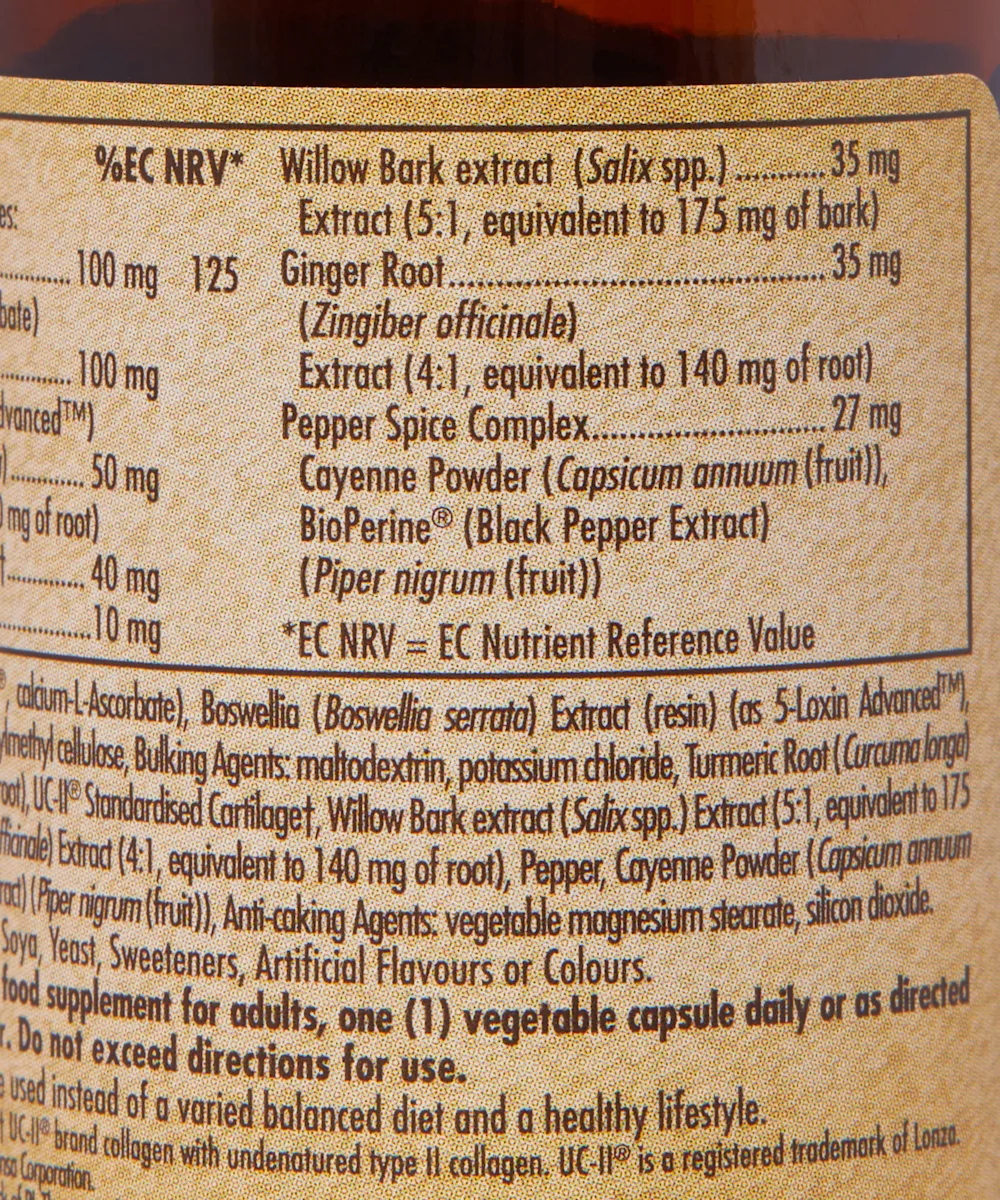 %EC NRV*
es:
........... 100 mg 125
bate)
............ 100 mg
dvanced™)
)............ 50 mg
mg of root)
t............. 40 mg
..............10 mg
Willow Bark extract (Salix spp.) ........... 35 mg
Extract (5:1, equivalent to 175 mg of bark)
Ginger Root............................................... 35 mg
(Zingiber officinale)
Extract (4:1, equivalent to 140 mg of root)
Pepper Spice Complex............................. 27 mg
Cayenne Powder (Capsicum annuum (fruit)),
BioPerine® (Black Pepper Extract)
(Piper nigrum (fruit))
*EC NRV = EC Nutrient Reference Value
®, calcium-L-Ascorbate), Boswellia (Boswellia serrata) Extract (resin) (as 5-Loxin Advanced™),
lmethyl cellulose, Bulking Agents: maltodextrin, potassium chloride, Turmeric Root (Curcuma longa)
oot), UC-II® Standardised Cartilage†, Willow Bark extract (Salix spp.) Extract (5:1, equivalent to 175
fficinale) Extract (4:1, equivalent to 140 mg of root), Pepper, Cayenne Powder (Capsicum annuum
ract) (Piper nigrum (fruit)), Anti-caking Agents: vegetable magnesium stearate, silicon dioxide.
Soya, Yeast, Sweeteners, Artificial Flavours or Colours.
food supplement for adults, one (1) vegetable capsule daily or as directed
r. Do not exceed directions for use.
e used instead of a varied balanced diet and a healthy lifestyle.
† UC-II® brand collagen with undenatured type II collagen. UC-II® is a registered trademark of Lonza.
nsa Corporation.